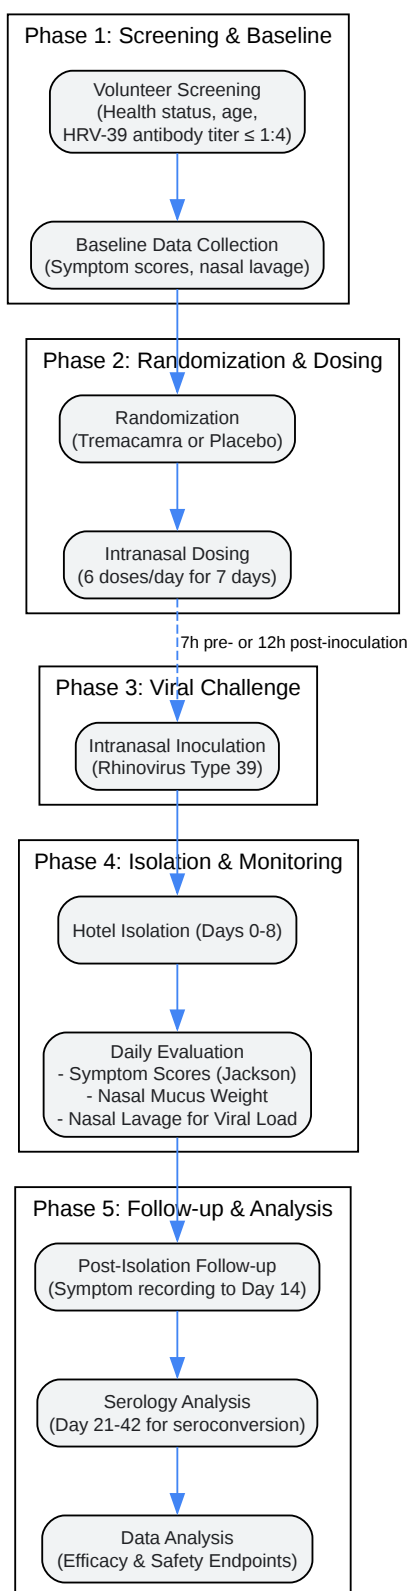 Phase 1: Screening & Baseline
Volunteer Screening
(Health status, age,
HRV-39 antibody titer ≤ 1:4)
Baseline Data Collection
(Symptom scores, nasal lavage)
Phase 2: Randomization & Dosing
Randomization
(Tremacamra or Placebo)
Intranasal Dosing
(6 doses/day for 7 days)
7h pre- or 12h post-inoculation
Phase 3: Viral Challenge
Intranasal Inoculation
(Rhinovirus Type 39)
Phase 4: Isolation & Monitoring
Hotel Isolation (Days 0-8)
Daily Evaluation
- Symptom Scores (Jackson)
- Nasal Mucus Weight
- Nasal Lavage for Viral Load
Phase 5: Follow-up & Analysis
Post-Isolation Follow-up
(Symptom recording to Day 14)
Serology Analysis
(Day 21-42 for seroconversion)
Data Analysis
(Efficacy & Safety Endpoints)